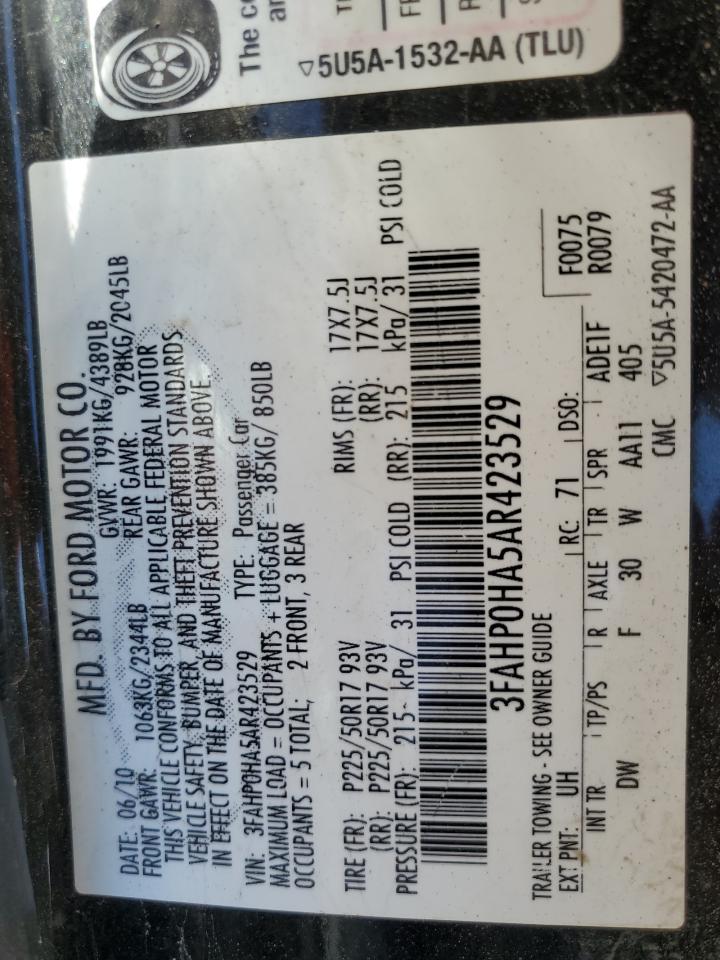 The co
an
▽5U5A-1532-AA (TLU)
MFD. BY FORD MOTOR CO.
DATE: 06/10 GVWR: 1991KG/4389LB
FRONT GAWR: 1063KG/2344LB REAR GAWR: 928KG/2045LB
THIS VEHICLE CONFORMS TO ALL APPLICABLE FEDERAL MOTOR
VEHICLE SAFETY, BUMPER, AND THEFT PREVENTION STANDARDS
IN EFFECT ON THE DATE OF MANUFACTURE SHOWN ABOVE.
VIN: 3FAHP0HA5AR423529 TYPE: Passenger Car
MAXIMUM LOAD = OCCUPANTS + LUGGAGE = 385KG/ 850LB
OCCUPANTS = 5 TOTAL, 2 FRONT, 3 REAR
TIRE (FR): P225/50R17 93V RIMS (FR): 17X7.5J
(RR): P225/50R17 93V (RR): 17X7.5J
PRESSURE (FR): 215 kPa/ 31 PSI COLD (RR): 215 kPa/ 31 PSI COLD
3FAHP0HA5AR423529
TRAILER TOWING - SEE OWNER GUIDE
EXT PNT: UH RC: 71 DSO: F0075
R0079
INT TR TP/PS R AXLE TR SPR ADE1F
DW F 30 W AA11 405
CMC ▽5U5A-5420472-AA